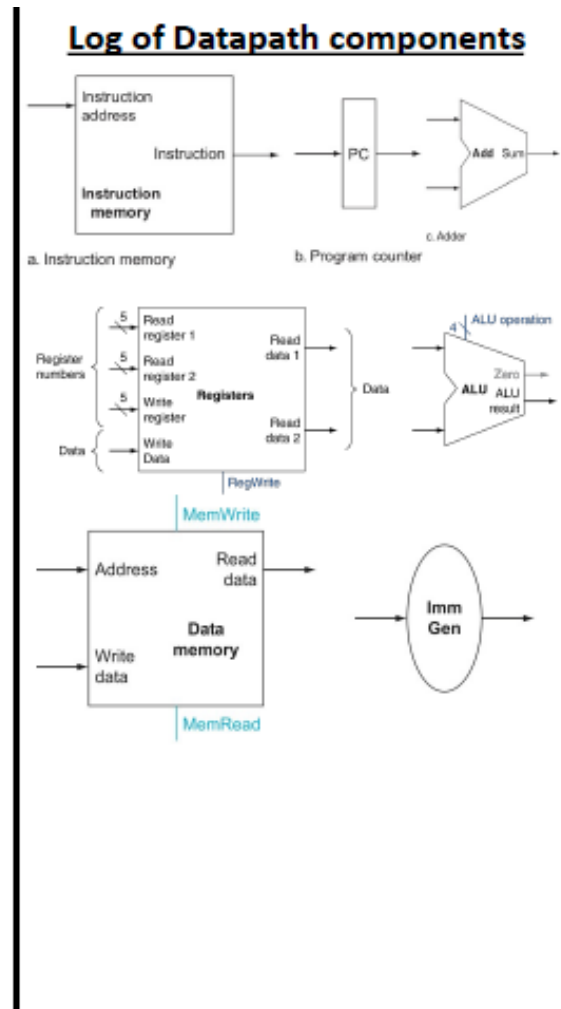 Log of Datapath components
Instruction
address
Instruction
Instruction
memory
a. Instruction memory
PC
b. Program counter
Add Sum
c. Adder
Register
numbers
Data
5
Read
register 1
5
Read
register 2
5
Write
register
Write
Data
Registers
Read
data 1
Read
data 2
Data
RegWrite
4
ALU operation
Zero
ALU ALU
result
MemWrite
Address
Read
data
Data
memory
Write
data
MemRead
Imm
Gen